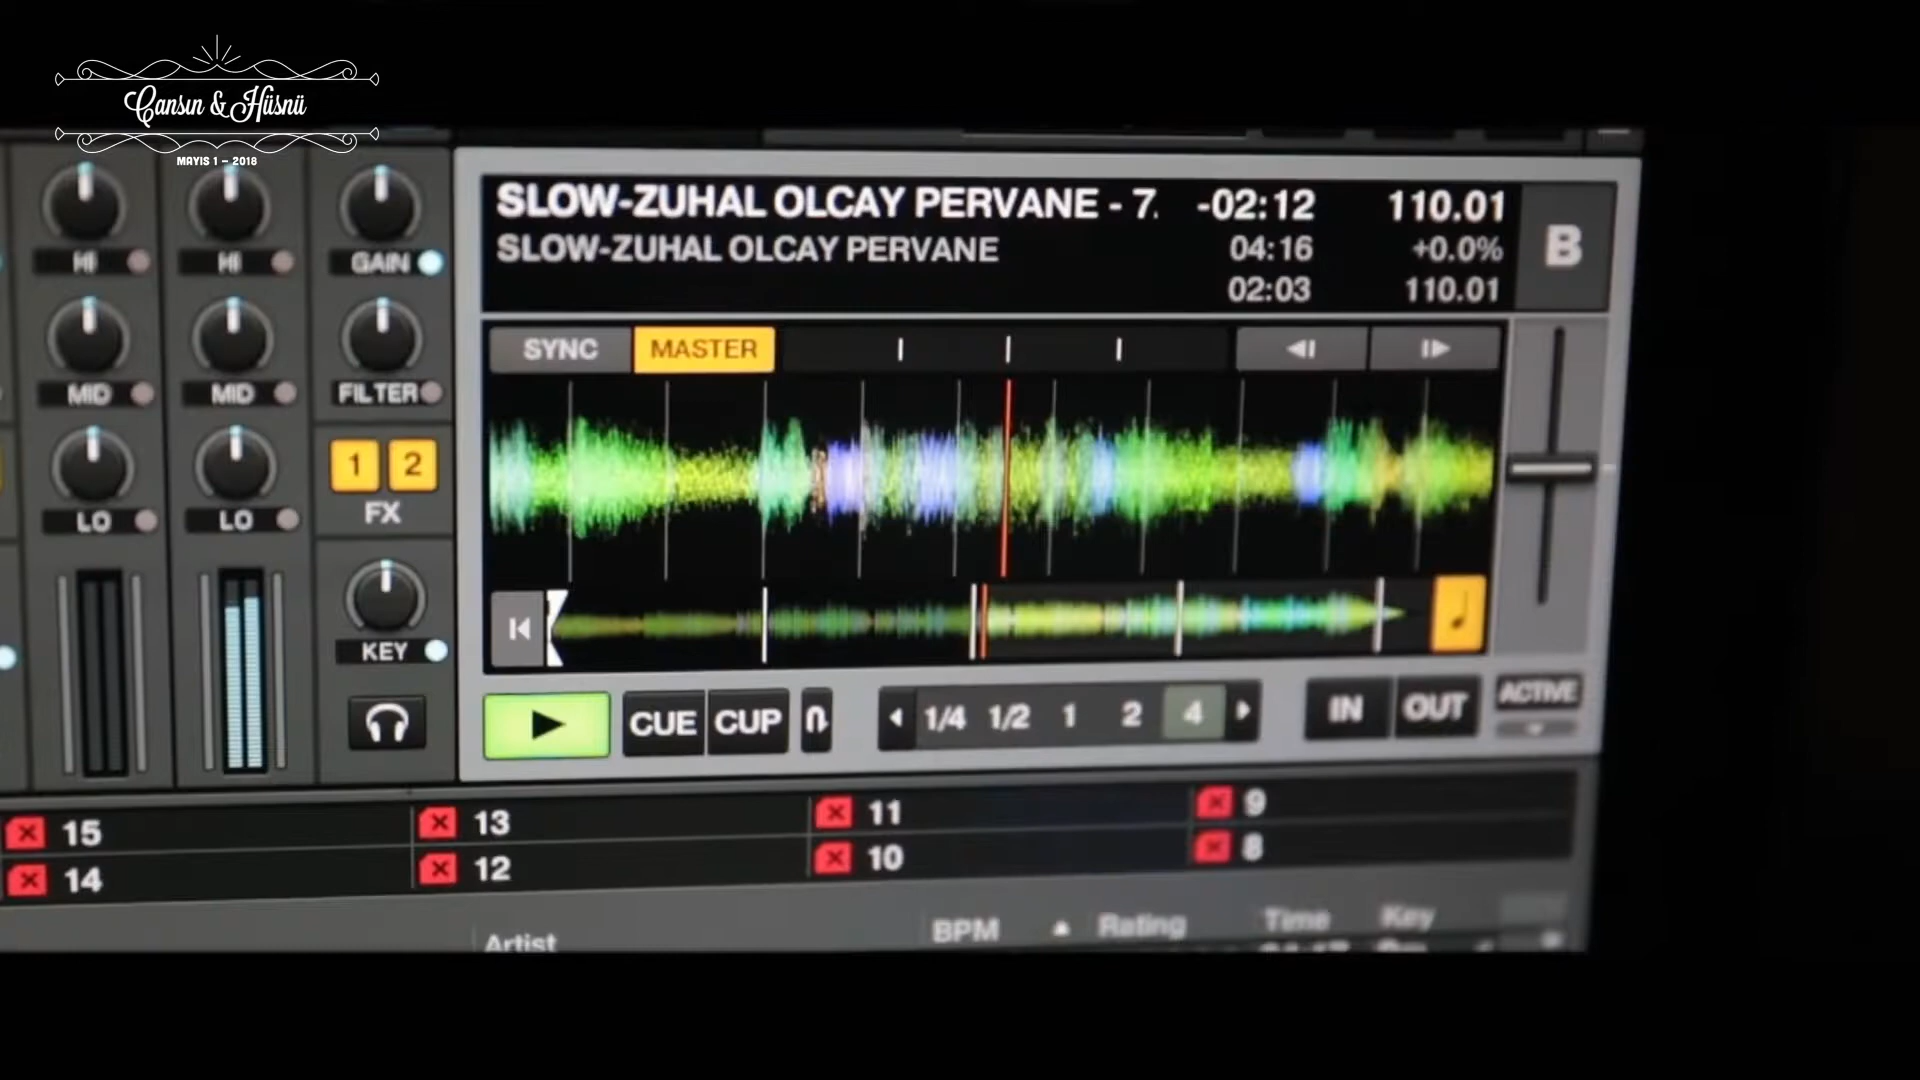 Cansın & Hüsnü
MAYIS 1 – 2018
SLOW-ZUHAL OLCAY PERVANE - 7. -02:12 110.01
SLOW-ZUHAL OLCAY PERVANE 04:16 +0.0%
02:03 110.01
B
HI HI GAIN
SYNC MASTER
MID MID FILTER
1 2
FX
LO LO
KEY
CUE CUP 1/4 1/2 1 2 4 IN OUT ACTIVE
15 13 11 9
14 12 10 8
Artist BPM Rating Time Key